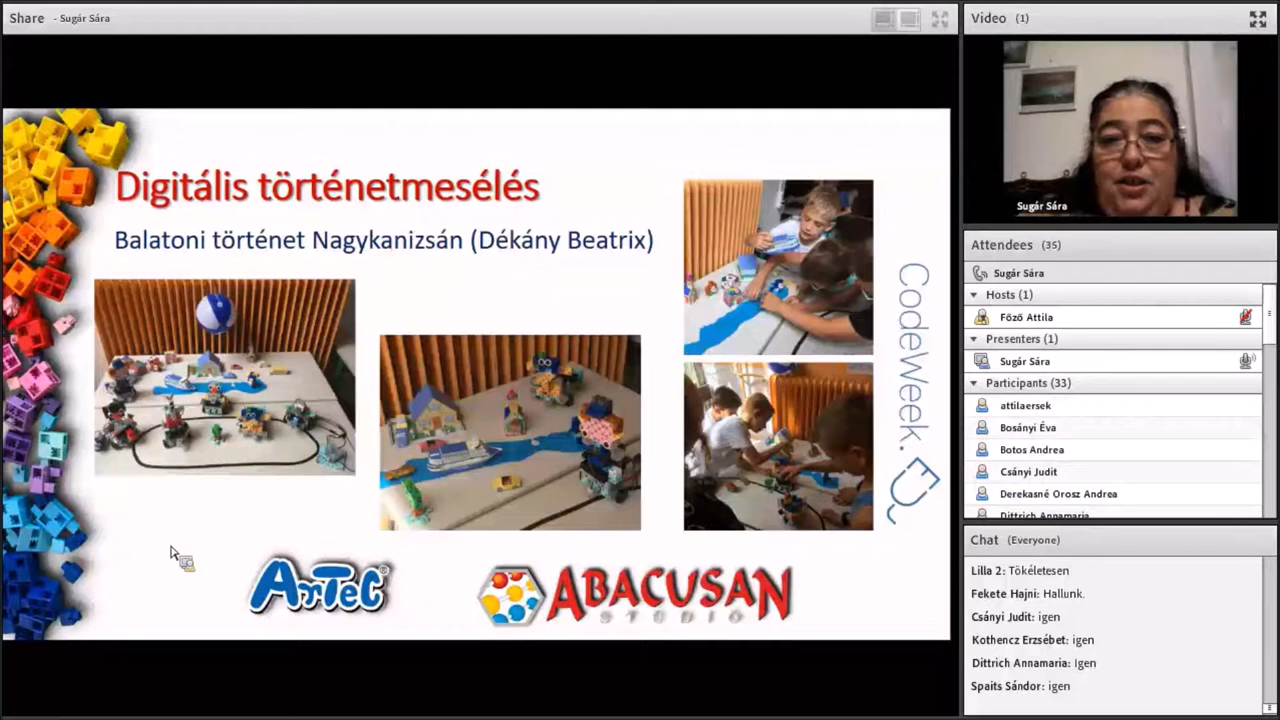 Share - Sugár Sára
Digitális történetmesélés
Balatoni történet Nagykanizsán (Dékány Beatrix)
CodeWeek.
ArTec®
ABACUSAN
STUDIO
Video (1)
Sugár Sára
Attendees (35)
Sugár Sára
Hosts (1)
Főző Attila
Presenters (1)
Sugár Sára
Participants (33)
attilaersek
Bosányi Éva
Botos Andrea
Csányi Judit
Derekasné Orosz Andrea
Dittrich Annamaria
Chat (Everyone)
Lilla 2: Tökéletesen
Fekete Hajni: Hallunk.
Csányi Judit: igen
Kothencz Erzsébet: igen
Dittrich Annamaria: Igen
Spaits Sándor: igen